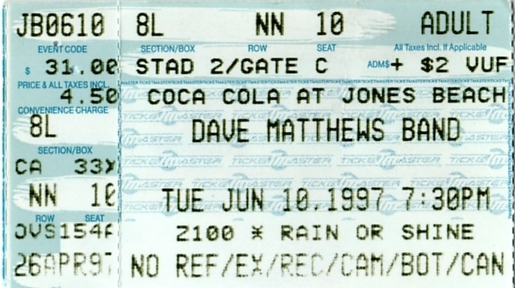 JB0610 8L NN 10 ADULT
EVENT CODE SECTION/BOX ROW SEAT All Taxes Incl. If Applicable
$ 31.00 STAD 2/GATE C ADM$+ $2 VUF
PRICE & ALL TAXES INCL.
4.50 COCA COLA AT JONES BEACH
CONVENIENCE CHARGE
8L DAVE MATTHEWS BAND
SECTION/BOX
CA 33X
NN 10 TUE JUN 10,1997 7:30PM
ROW SEAT
OVS154A 2100 * RAIN OR SHINE
26APR97 NO REF/EX/REC/CAM/BOT/CAN